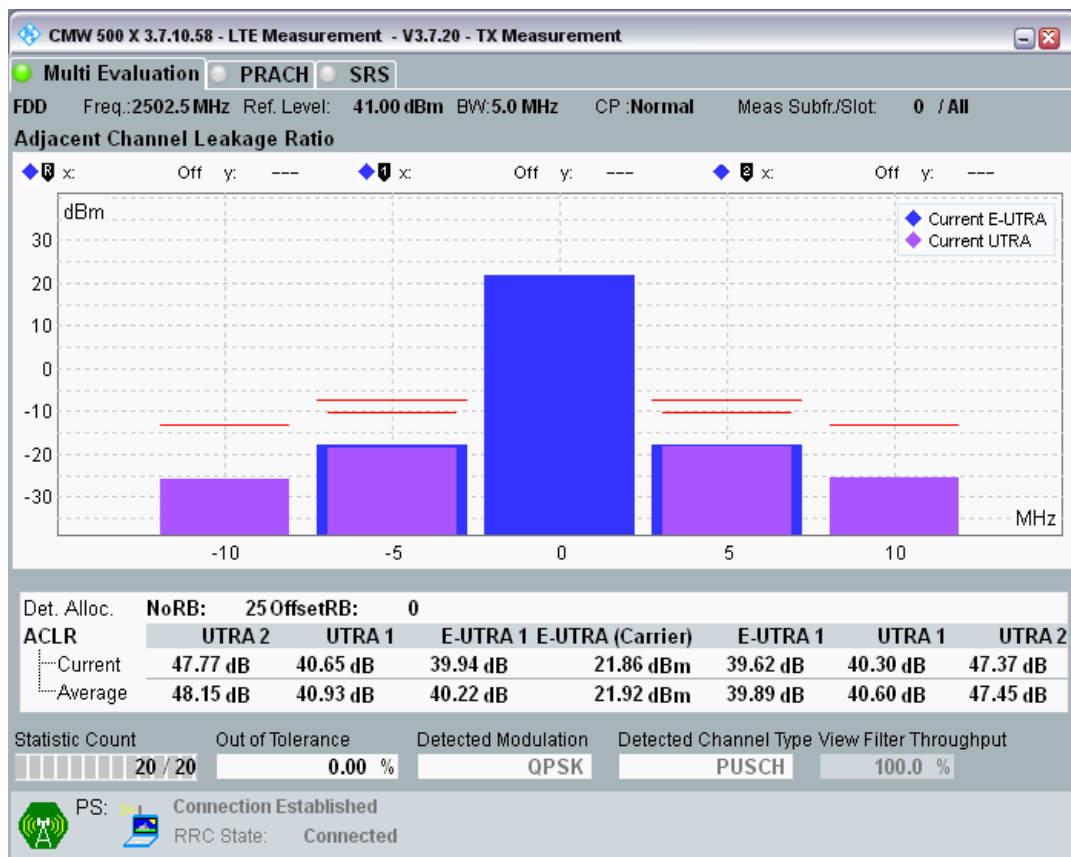 CMW 500 X 3.7.10.58 - LTE Measurement - V3.7.20 - TX Measurement
Multi Evaluation PRACH SRS
FDD Freq.:2502.5 MHz Ref. Level: 41.00 dBm BW:5.0 MHz CP :Normal Meas Subfr./Slot: 0 / All
Adjacent Channel Leakage Ratio
R x: Off y: --- 1 x: Off y: --- 2 x: Off y: ---
dBm
Current E-UTRA
Current UTRA
30
20
10
0
-10
-20
-30
MHz
-10 -5 0 5 10
Det. Alloc. NoRB: 25 OffsetRB: 0
ACLR UTRA 2 UTRA 1 E-UTRA 1 E-UTRA (Carrier) E-UTRA 1 UTRA 1 UTRA 2
Current 47.77 dB 40.65 dB 39.94 dB 21.86 dBm 39.62 dB 40.30 dB 47.37 dB
Average 48.15 dB 40.93 dB 40.22 dB 21.92 dBm 39.89 dB 40.60 dB 47.45 dB
Statistic Count Out of Tolerance Detected Modulation Detected Channel Type View Filter Throughput
20 / 20 0.00 % QPSK PUSCH 100.0 %
PS: Connection Established
RRC State: Connected